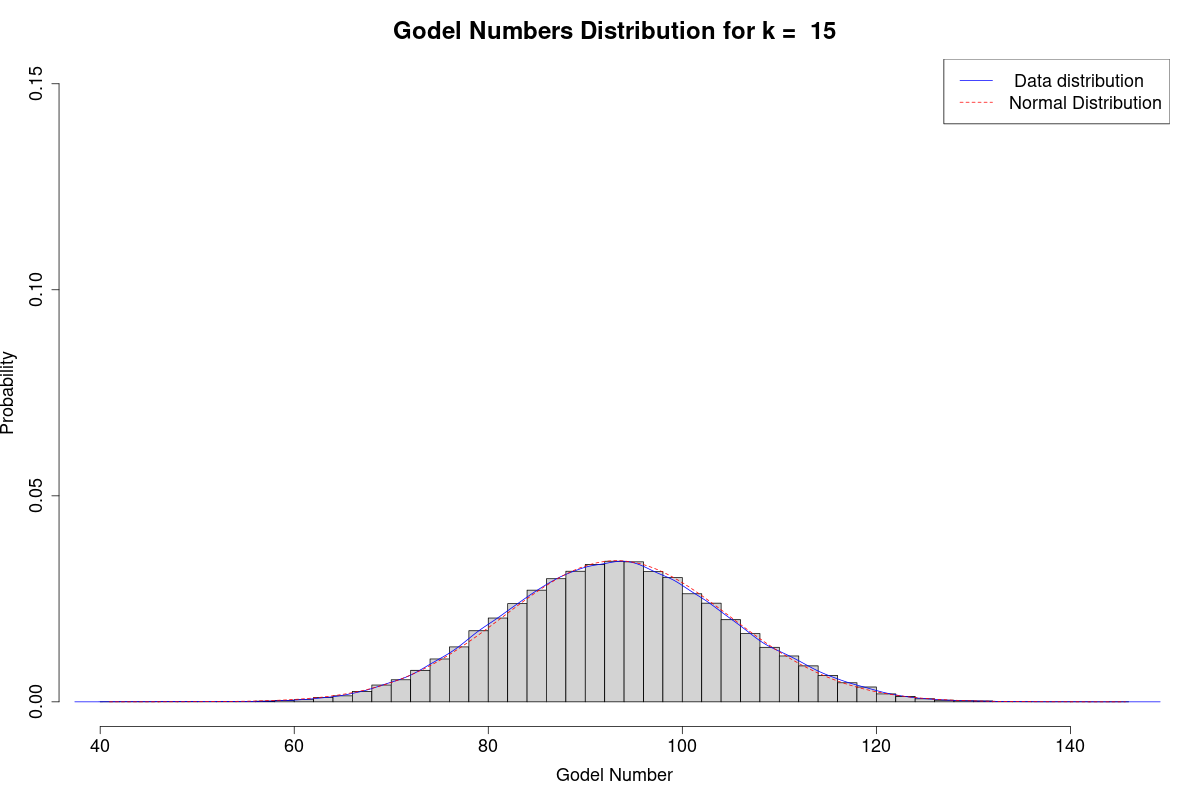 Godel Numbers Distribution for k =  15
Data distribution
Normal Distribution
Probability
0.15
0.10
0.05
0.00
40 60 80 100 120 140
Godel Number